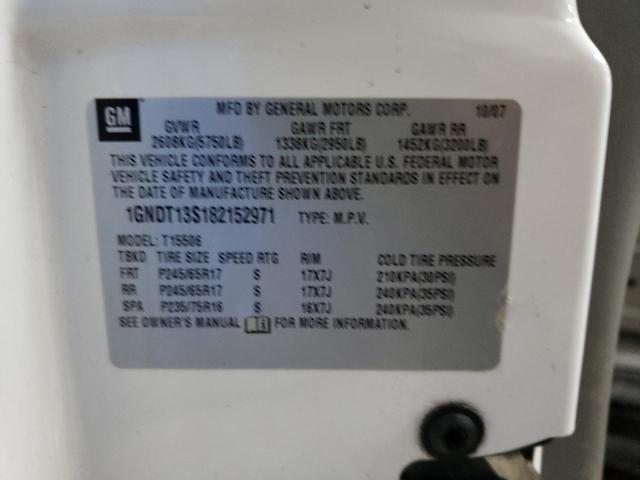 GM MFD BY GENERAL MOTORS CORP. 10/07
GVWR GAWR FRT GAWR RR
2608KG(5750LB) 1338KG(2950LB) 1452KG(3200LB)
THIS VEHICLE CONFORMS TO ALL APPLICABLE U.S. FEDERAL MOTOR
VEHICLE SAFETY AND THEFT PREVENTION STANDARDS IN EFFECT ON
THE DATE OF MANUFACTURE SHOWN ABOVE.
1GNDT13S182152971 TYPE: M.P.V.
MODEL: T15506
TBKD TIRE SIZE SPEED RTG RIM COLD TIRE PRESSURE
FRT P245/65R17 S 17X7J 210KPA(30PSI)
RR P245/65R17 S 17X7J 240KPA(35PSI)
SPA P235/75R16 S 16X7J 240KPA(35PSI)
SEE OWNER'S MANUAL FOR MORE INFORMATION.